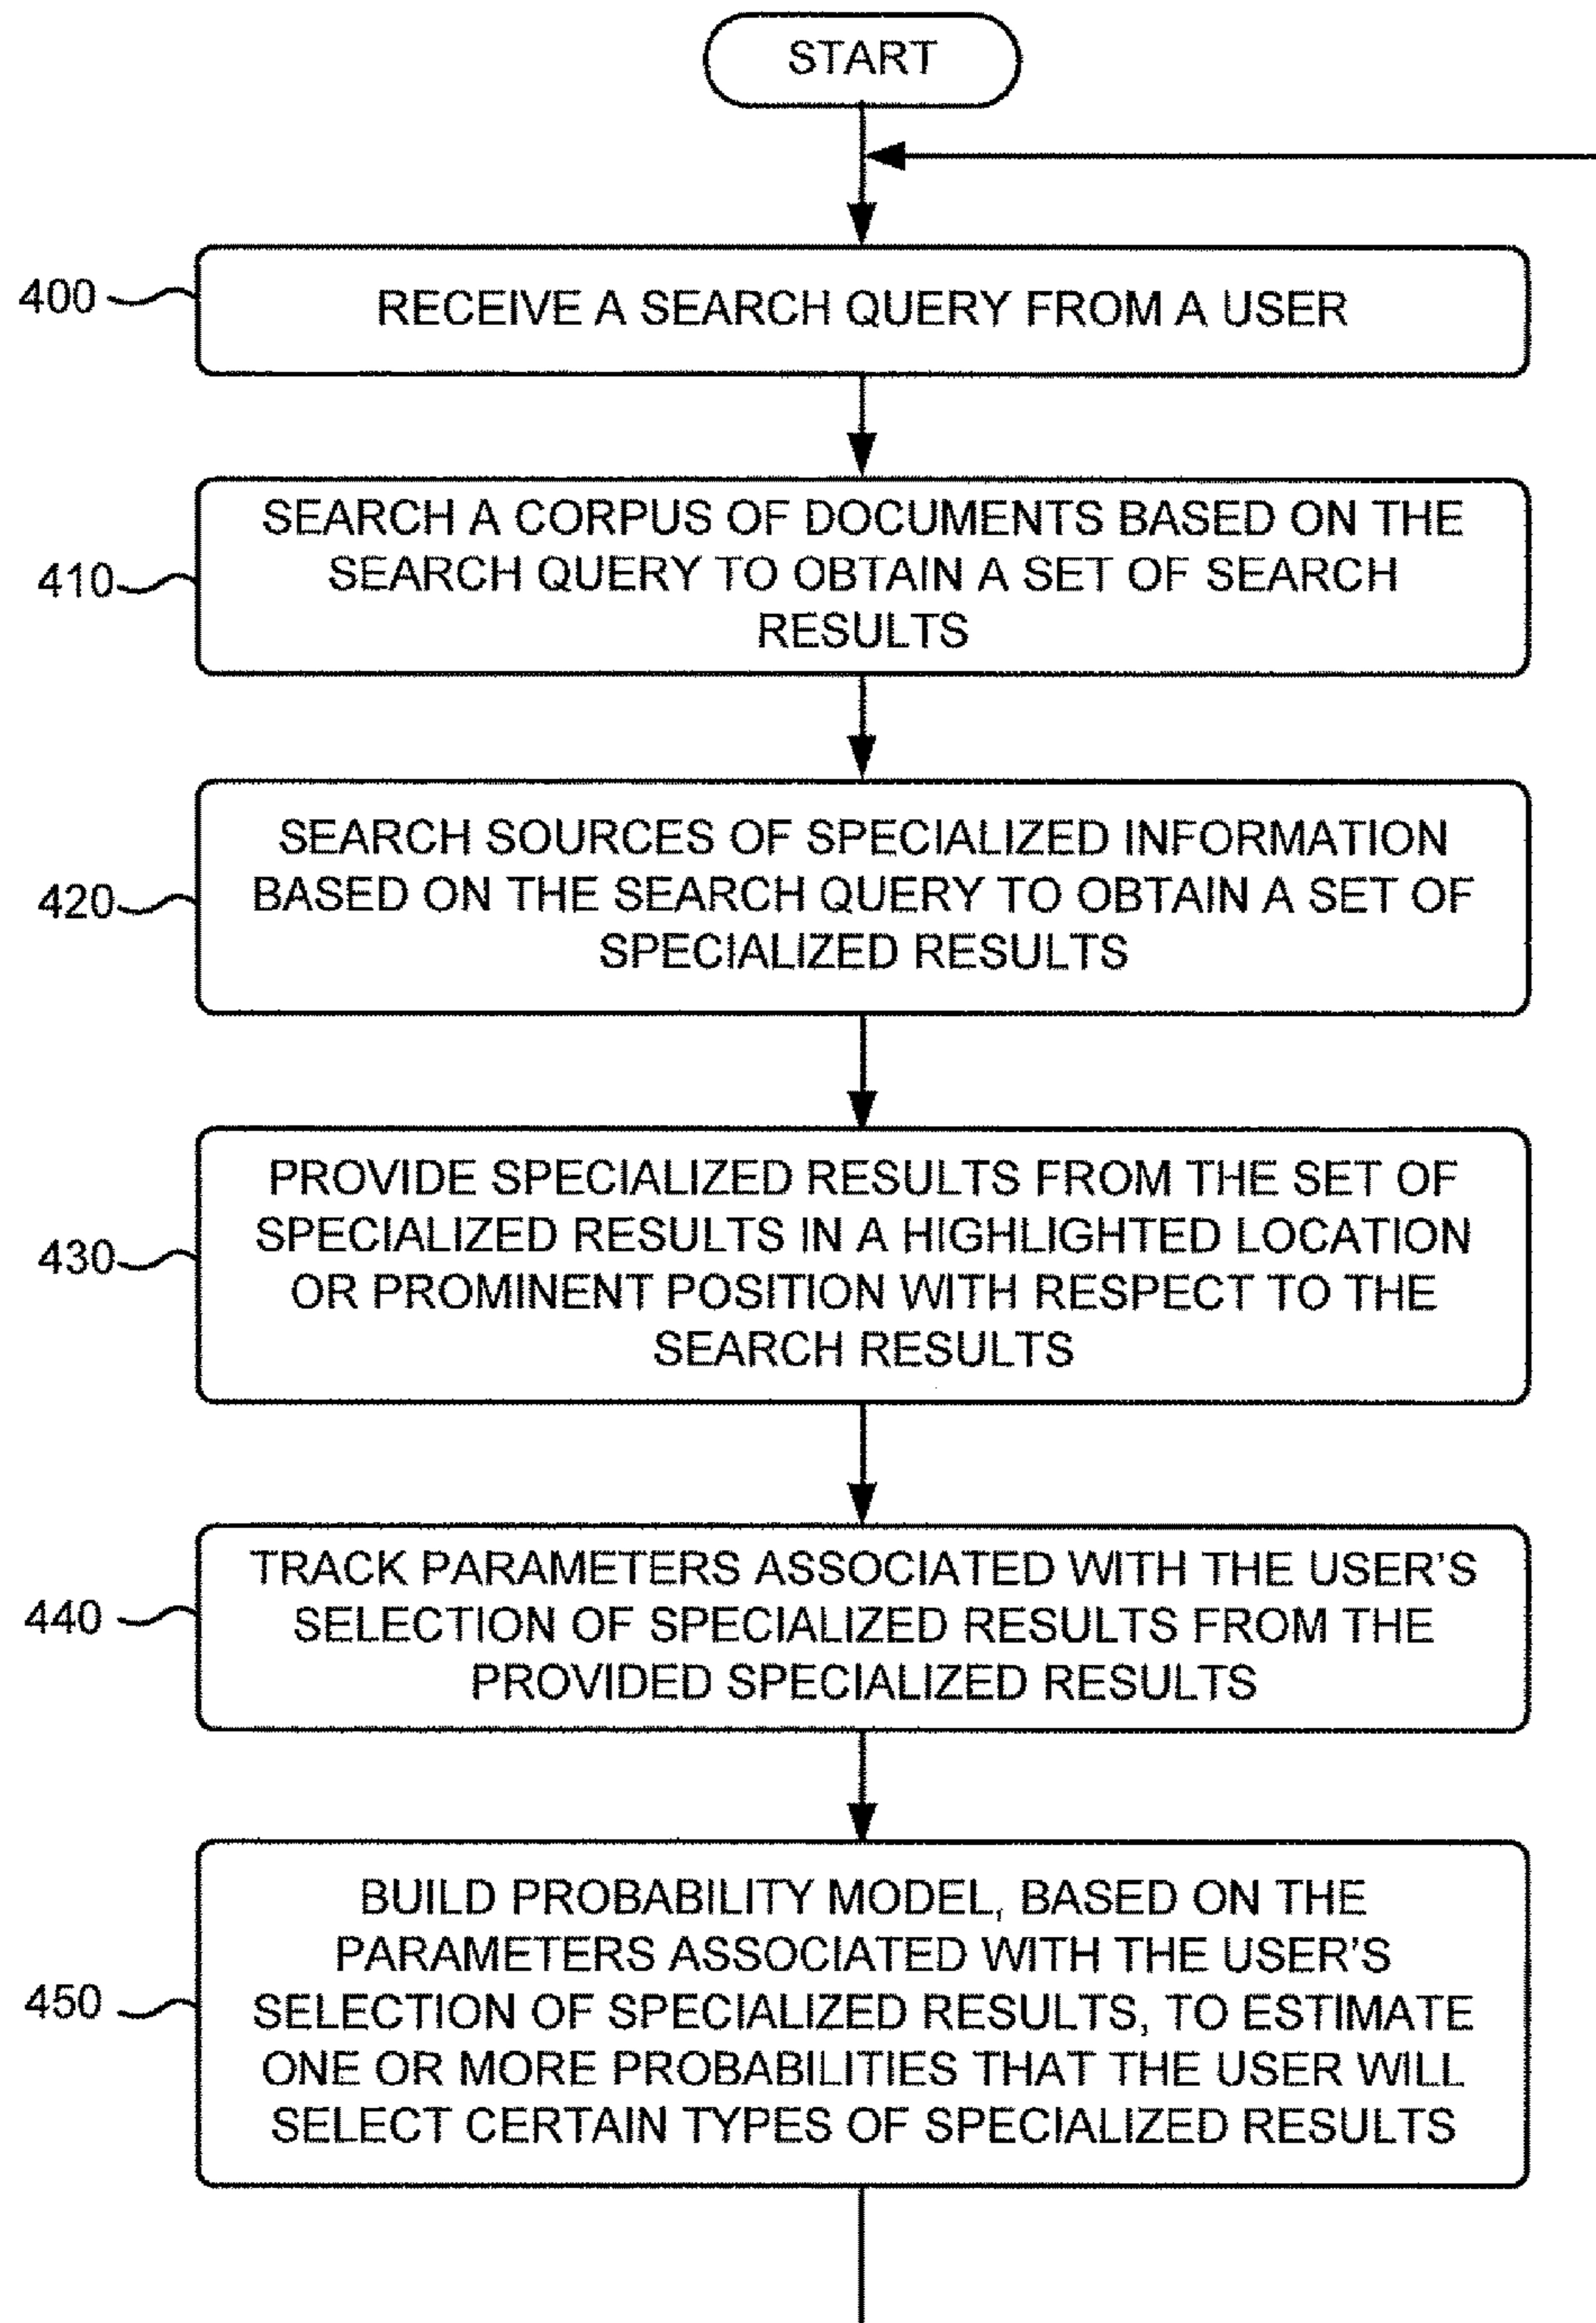 START
400
RECEIVE A SEARCH QUERY FROM A USER
410
SEARCH A CORPUS OF DOCUMENTS BASED ON THE
SEARCH QUERY TO OBTAIN A SET OF SEARCH
RESULTS
420
SEARCH SOURCES OF SPECIALIZED INFORMATION
BASED ON THE SEARCH QUERY TO OBTAIN A SET OF
SPECIALIZED RESULTS
430
PROVIDE SPECIALIZED RESULTS FROM THE SET OF
SPECIALIZED RESULTS IN A HIGHLIGHTED LOCATION
OR PROMINENT POSITION WITH RESPECT TO THE
SEARCH RESULTS
440
TRACK PARAMETERS ASSOCIATED WITH THE USER'S
SELECTION OF SPECIALIZED RESULTS FROM THE
PROVIDED SPECIALIZED RESULTS
450
BUILD PROBABILITY MODEL, BASED ON THE
PARAMETERS ASSOCIATED WITH THE USER'S
SELECTION OF SPECIALIZED RESULTS, TO ESTIMATE
ONE OR MORE PROBABILITIES THAT THE USER WILL
SELECT CERTAIN TYPES OF SPECIALIZED RESULTS